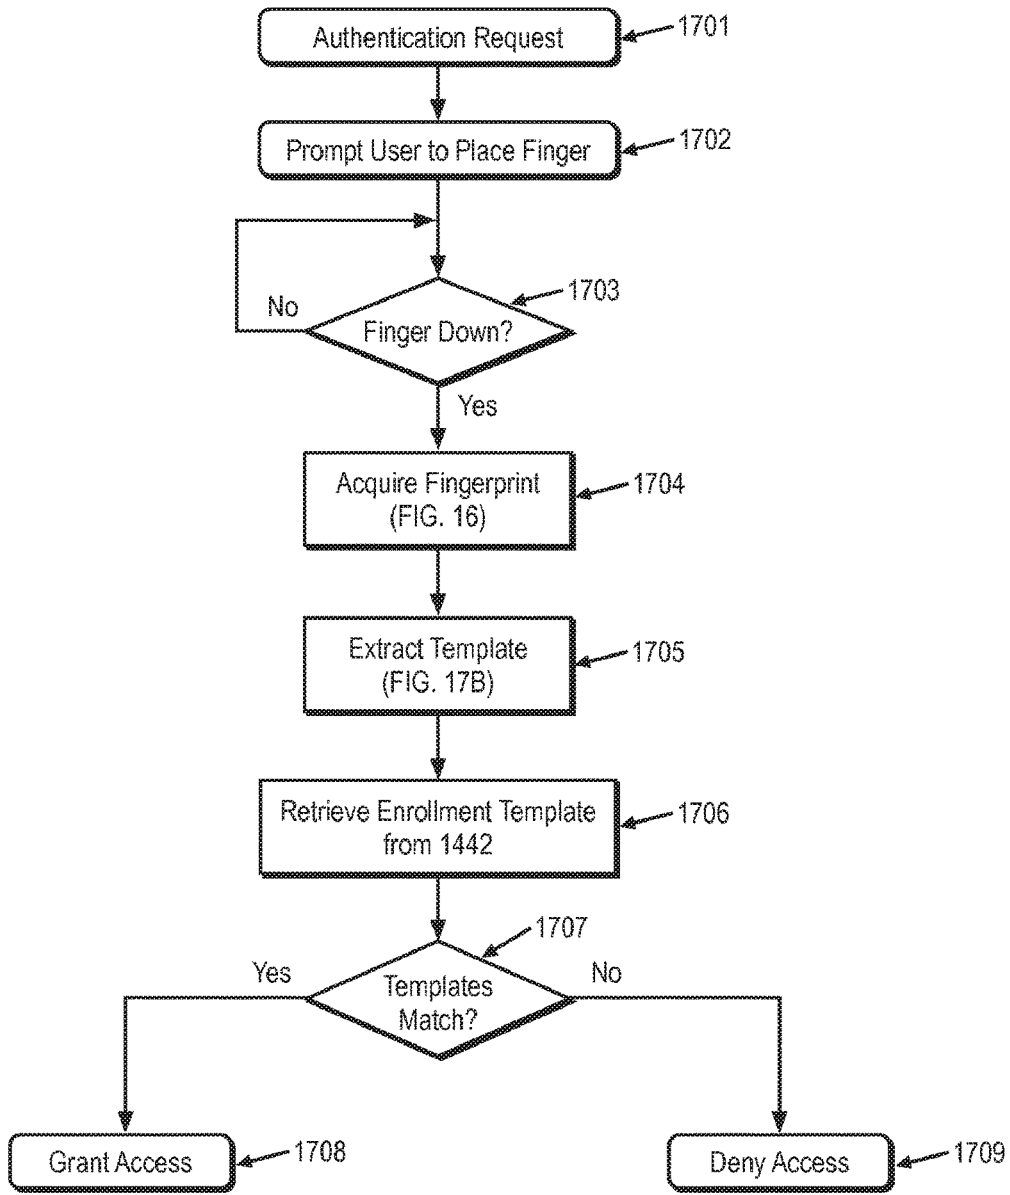 Authentication Request
1701
Prompt User to Place Finger
1702
1703
No
Finger Down?
Yes
Acquire Fingerprint
(FIG. 16)
1704
Extract Template
(FIG. 17B)
1705
Retrieve Enrollment Template
from 1442
1706
1707
Yes
No
Templates
Match?
Grant Access
1708
Deny Access
1709